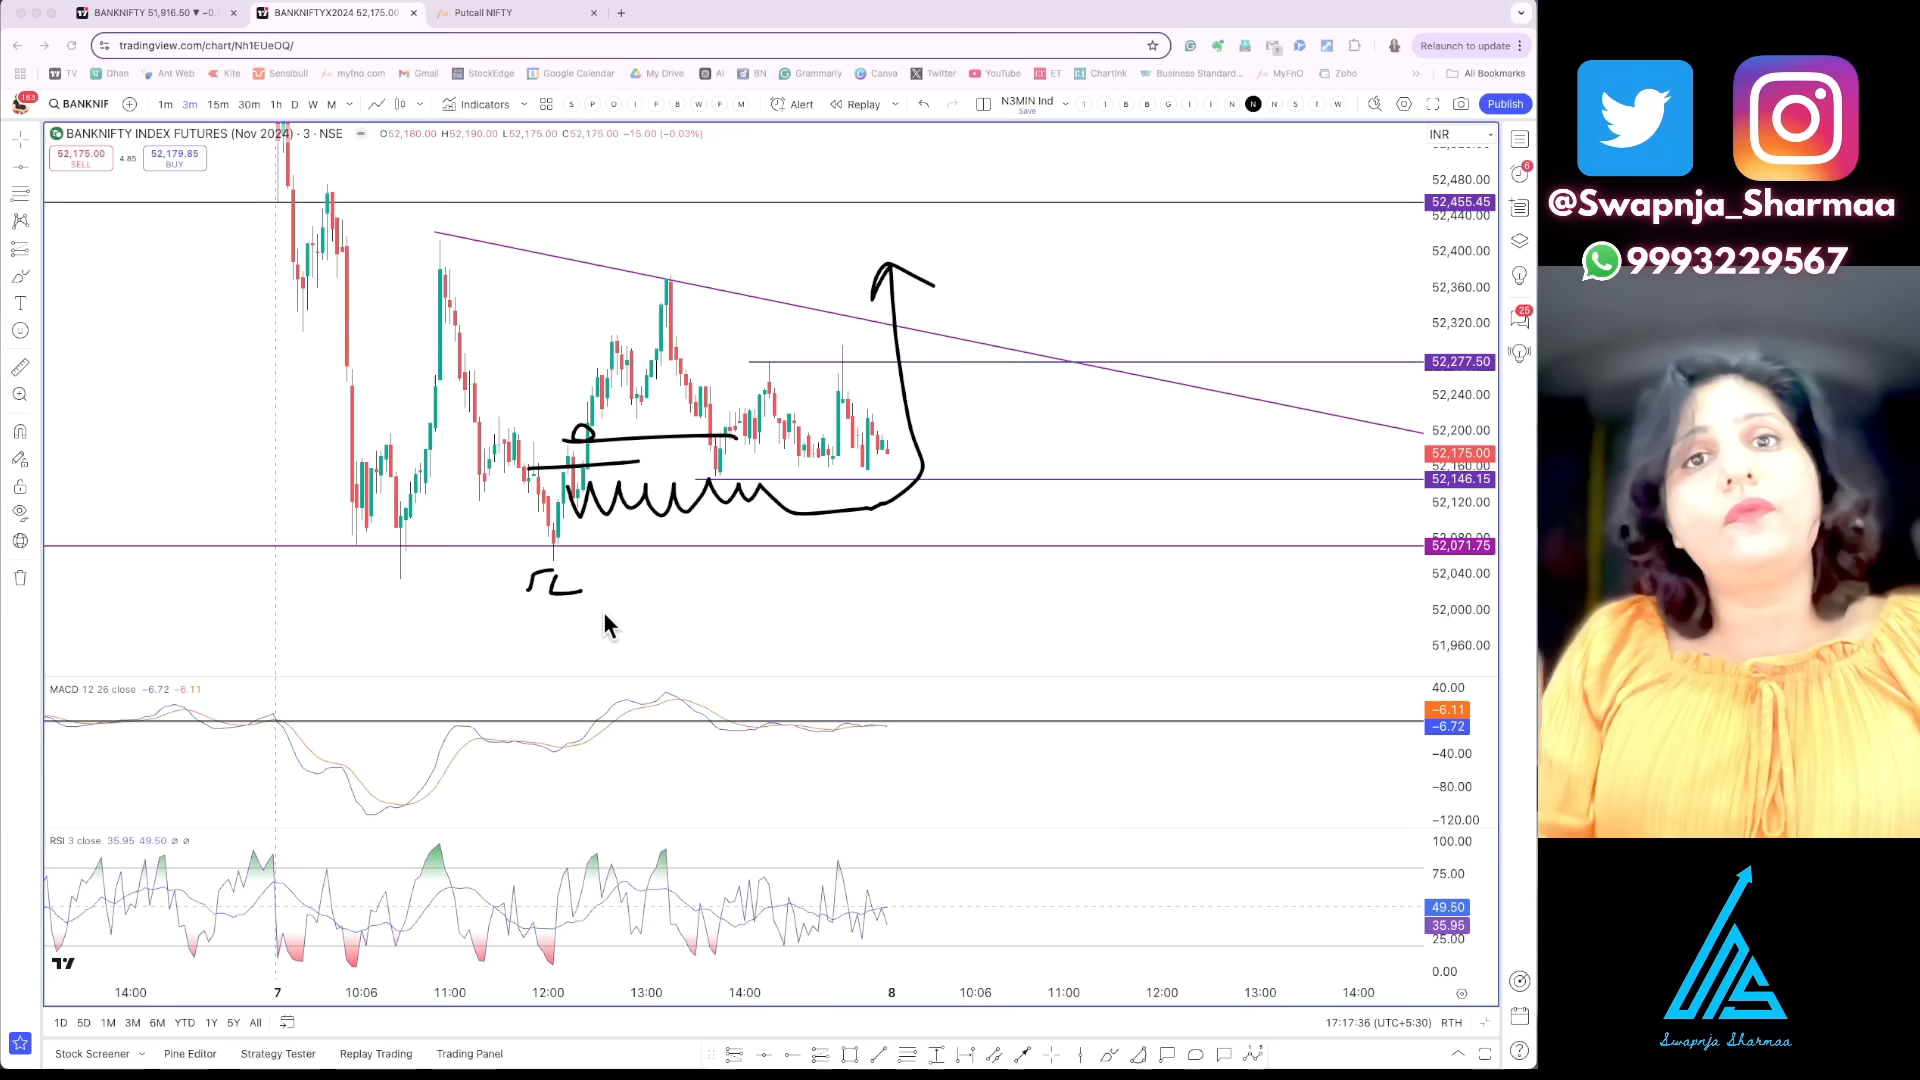 BANKNIFTY 51,916.50 ▼ −0.
BANKNIFTYX2024 52,175.00
Putcall NIFTY
tradingview.com/chart/Nh1EUeOQ/
Relaunch to update
TV
Dhan
Ant Web
Kite
Sensibull
myfno.com
Gmail
StockEdge
Google Calendar
My Drive
AI
BN
Grammarly
Canva
Twitter
YouTube
ET
ChartInk
Business Standard...
MyFnO
Zoho
All Bookmarks
183
BANKNIF
1m 3m 15m 30m 1h D W M
Indicators
S P O I F B W F M
Alert
Replay
N3MIN Ind
Save
1 1 B B G I I N N N S T W
Publish
BANKNIFTY INDEX FUTURES (Nov 2024) · 3 · NSE
O52,180.00 H52,190.00 L52,175.00 C52,175.00 −15.00 (−0.03%)
INR
52,175.00
SELL
4.85
52,179.85
BUY
52,480.00
52,455.45
52,440.00
52,400.00
52,360.00
52,320.00
52,277.50
52,240.00
52,200.00
52,175.00
52,160.00
52,146.15
52,120.00
52,080.00
52,071.75
52,040.00
52,000.00
51,960.00
MACD 12 26 close −6.72 −6.11
40.00
−6.11
−6.72
−40.00
−80.00
−120.00
RSI 3 close 35.95 49.50 ∅ ∅
100.00
75.00
49.50
35.95
25.00
0.00
14:00 7 10:06 11:00 12:00 13:00 14:00 8 10:06 11:00 12:00 13:00 14:00
1D 5D 1M 3M 6M YTD 1Y 5Y All
17:17:36 (UTC+5:30) RTH
Stock Screener
Pine Editor
Strategy Tester
Replay Trading
Trading Panel
@Swapnja_Sharmaa
9993229567
Swapnja Sharmaa